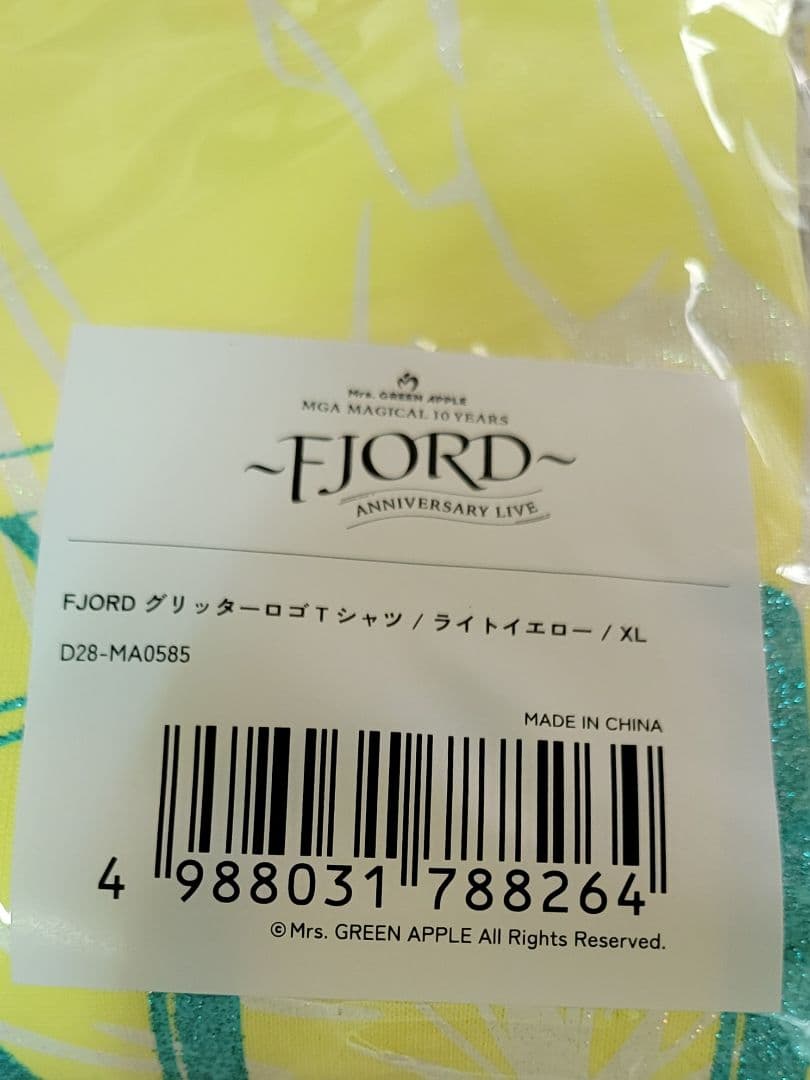 Mrs. GREEN APPLE
MGA MAGICAL 10 YEARS
~FJORD~
ANNIVERSARY LIVE
FJORD グリッターロゴTシャツ / ライトイエロー / XL
D28-MA0585
MADE IN CHINA
4 988031 788264
©Mrs. GREEN APPLE All Rights Reserved.